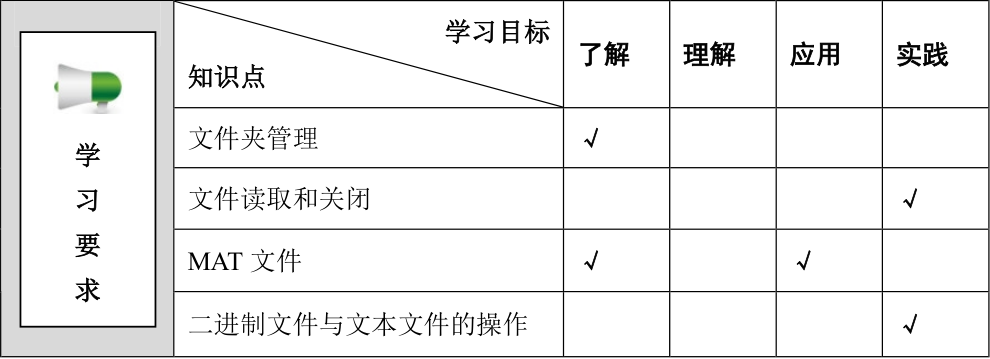 学
习
要
求
学习目标
知识点
了解 理解 应用 实践
文件夹管理 √
文件读取和关闭 √
MAT 文件 √ √
二进制文件与文本文件的操作 √